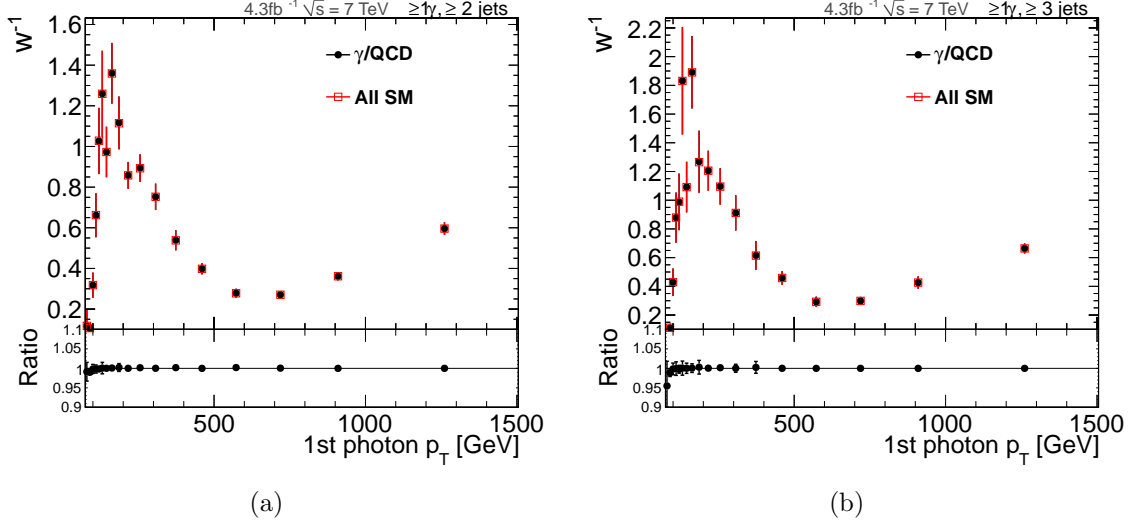 4.3fb⁻¹ √s = 7 TeV ≥1γ, ≥ 2 jets
w⁻¹
1.6
1.4
1.2
1
0.8
0.6
0.4
0.2
γ/QCD
All SM
Ratio
1.1
1.05
1
0.95
0.9
500 1000 1500
1st photon p_T [GeV]
(a)
4.3fb⁻¹ √s = 7 TeV ≥1γ, ≥ 3 jets
w⁻¹
2.2
2
1.8
1.6
1.4
1.2
1
0.8
0.6
0.4
0.2
γ/QCD
All SM
Ratio
1.1
1.05
1
0.95
0.9
500 1000 1500
1st photon p_T [GeV]
(b)